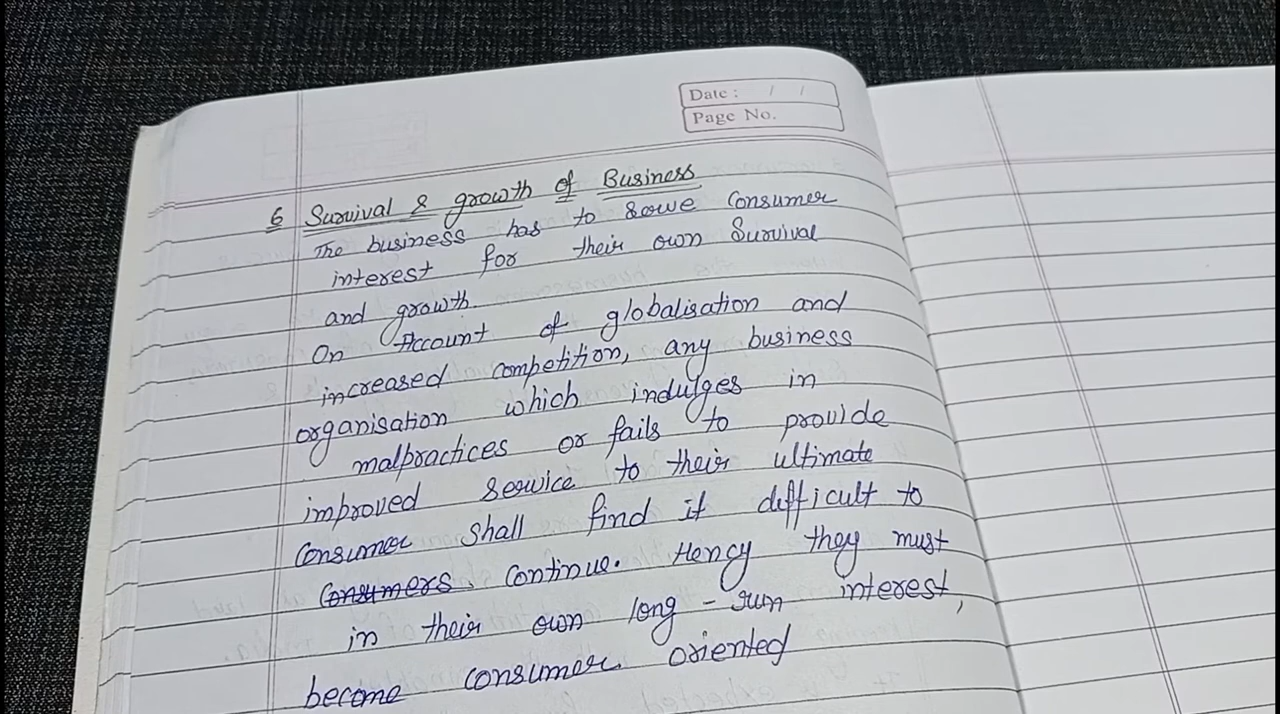 Date : / /
Page No.
6 Survival & growth of Business
The business has to serve Consumer
interest for their own Survival
and growth.
On Account of globalisation and
increased competition, any business
organisation which indulges in
malpractices or fails to provide
improved service to their ultimate
Consumer shall find it difficult to
Consumers. Continue. Hency they must
in their own long-run interest,
become consumer. oriented